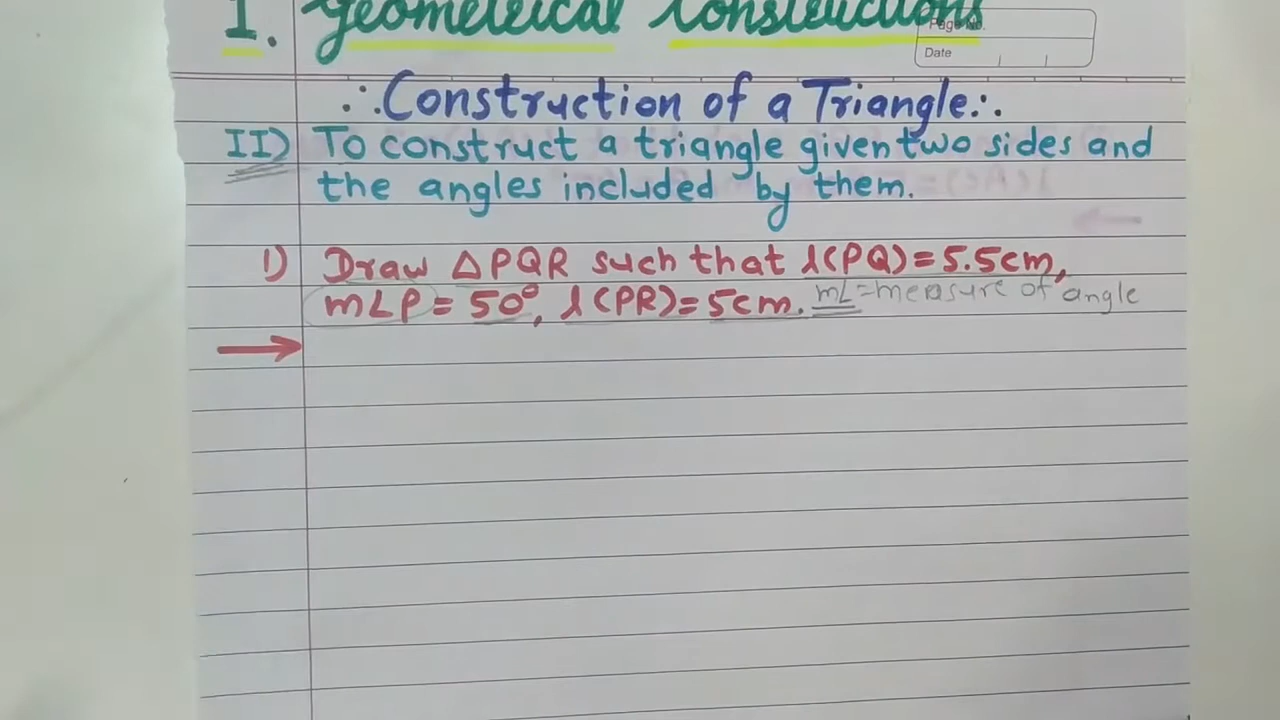 1. Geometrical Constructions
Page No.
Date
∴Construction of a Triangle:.
II) To construct a triangle given two sides and
the angles included by them.
1) Draw △PQR such that l(PQ)=5.5cm,
m∠P = 50°, l(PR)=5cm. m∠=measure of angle